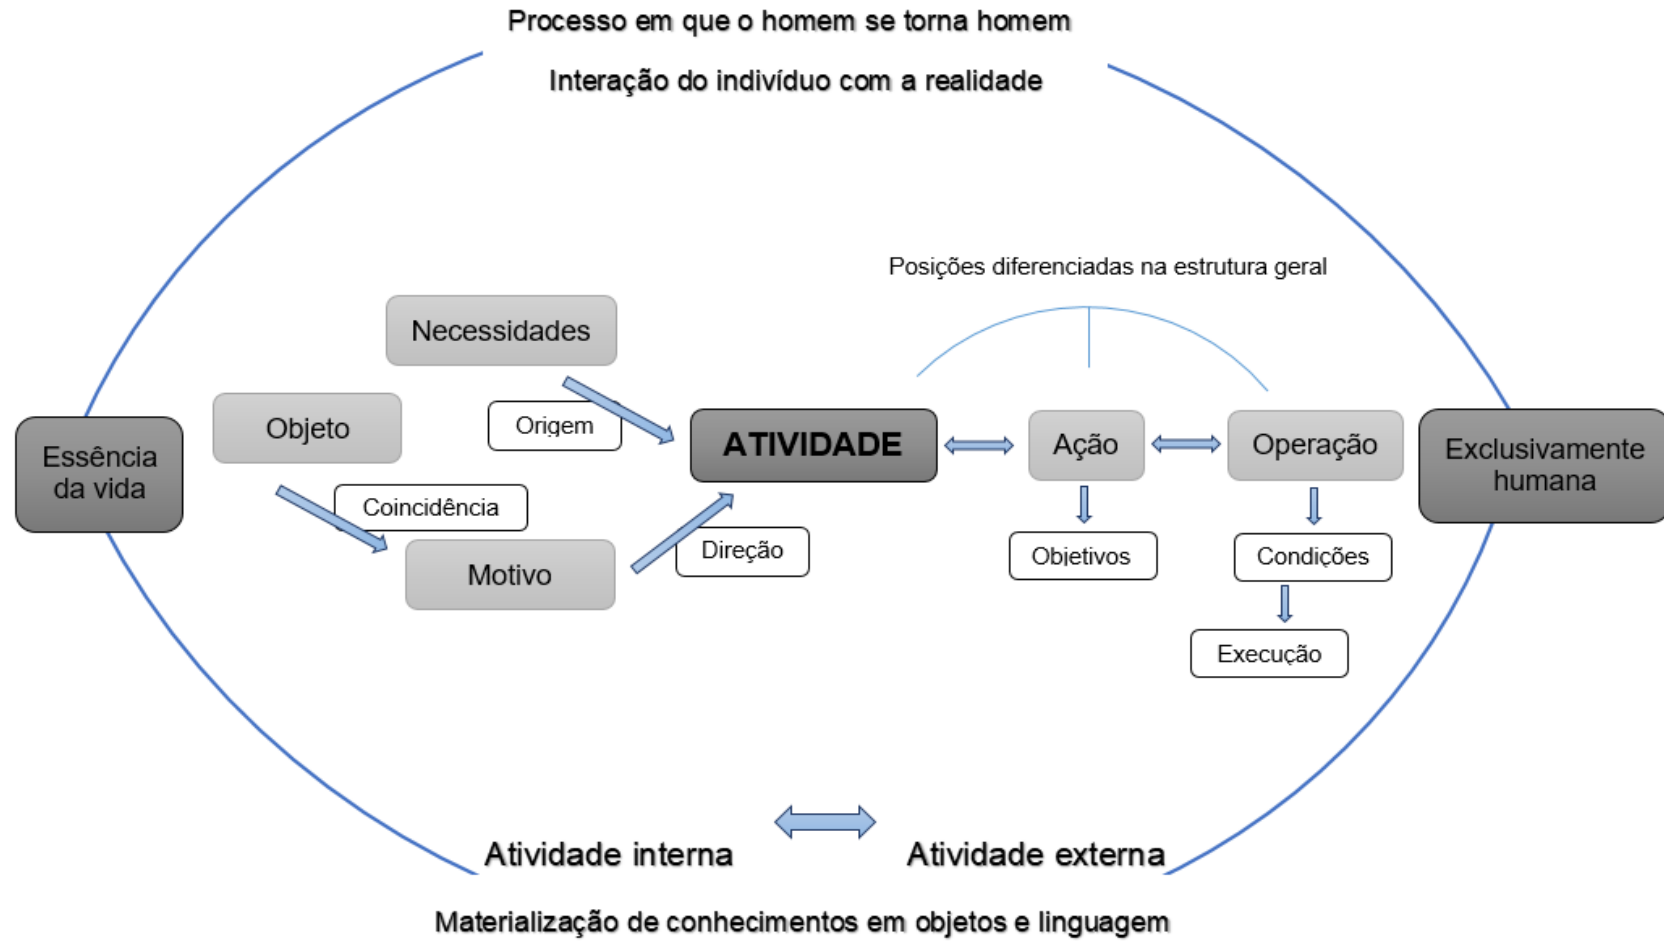 Processo em que o homem se torna homem
Interação do indivíduo com a realidade
Posições diferenciadas na estrutura geral
Necessidades
Origem
Objeto
Essência
da vida
Coincidência
Motivo
Direção
ATIVIDADE
Ação
Operação
Exclusivamente
humana
Objetivos
Condições
Execução
Atividade interna
Atividade externa
Materialização de conhecimentos em objetos e linguagem